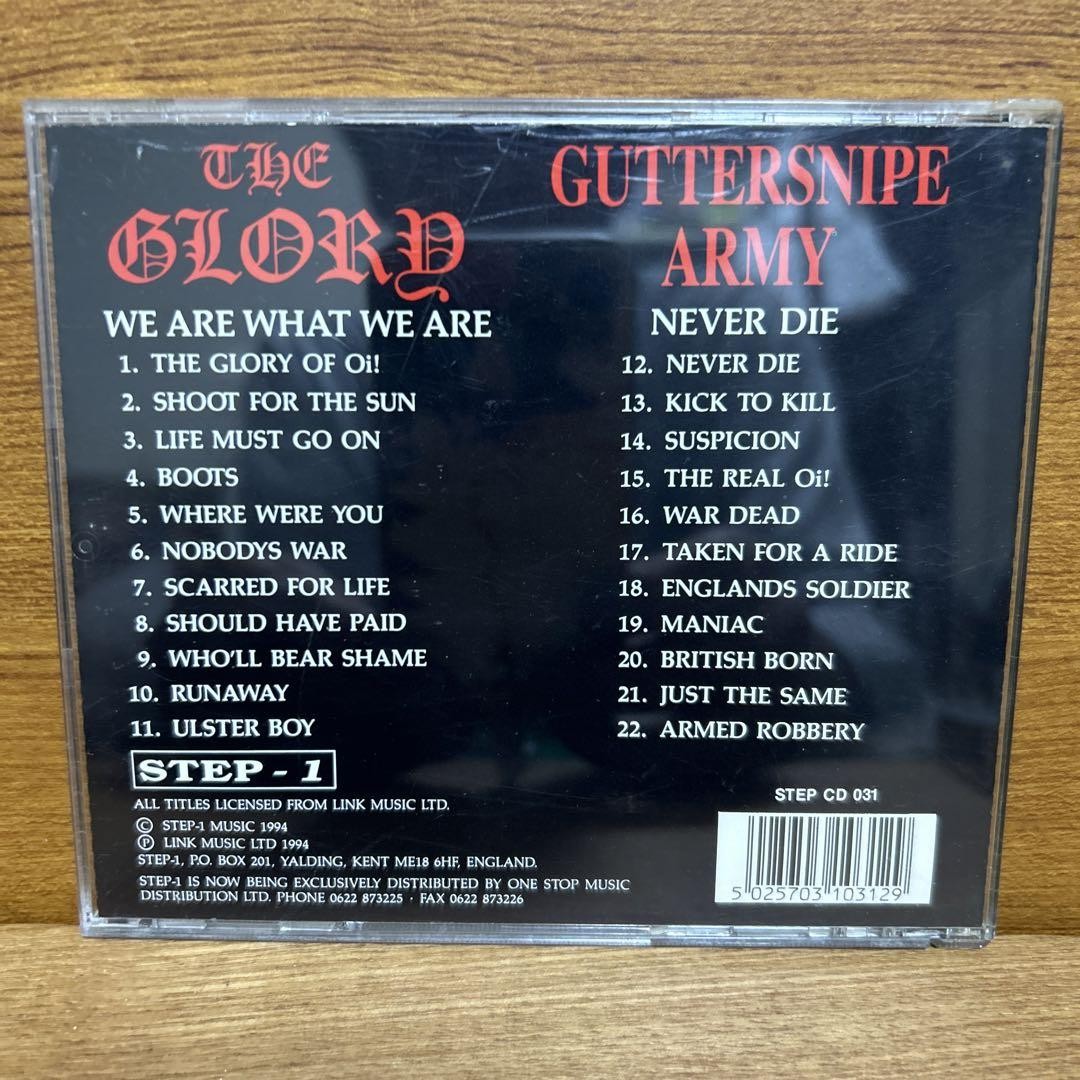 THE
GLORY
WE ARE WHAT WE ARE
1. THE GLORY OF Oi!
2. SHOOT FOR THE SUN
3. LIFE MUST GO ON
4. BOOTS
5. WHERE WERE YOU
6. NOBODYS WAR
7. SCARRED FOR LIFE
8. SHOULD HAVE PAID
9. WHO'LL BEAR SHAME
10. RUNAWAY
11. ULSTER BOY
GUTTERSNIPE
ARMY
NEVER DIE
12. NEVER DIE
13. KICK TO KILL
14. SUSPICION
15. THE REAL Oi!
16. WAR DEAD
17. TAKEN FOR A RIDE
18. ENGLANDS SOLDIER
19. MANIAC
20. BRITISH BORN
21. JUST THE SAME
22. ARMED ROBBERY
STEP - 1
ALL TITLES LICENSED FROM LINK MUSIC LTD.
© STEP-1 MUSIC 1994
℗ LINK MUSIC LTD 1994
STEP-1, P.O. BOX 201, YALDING, KENT ME18 6HF, ENGLAND.
STEP-1 IS NOW BEING EXCLUSIVELY DISTRIBUTED BY ONE STOP MUSIC
DISTRIBUTION LTD. PHONE 0622 873225 · FAX 0622 873226
STEP CD 031
5 025703 103129